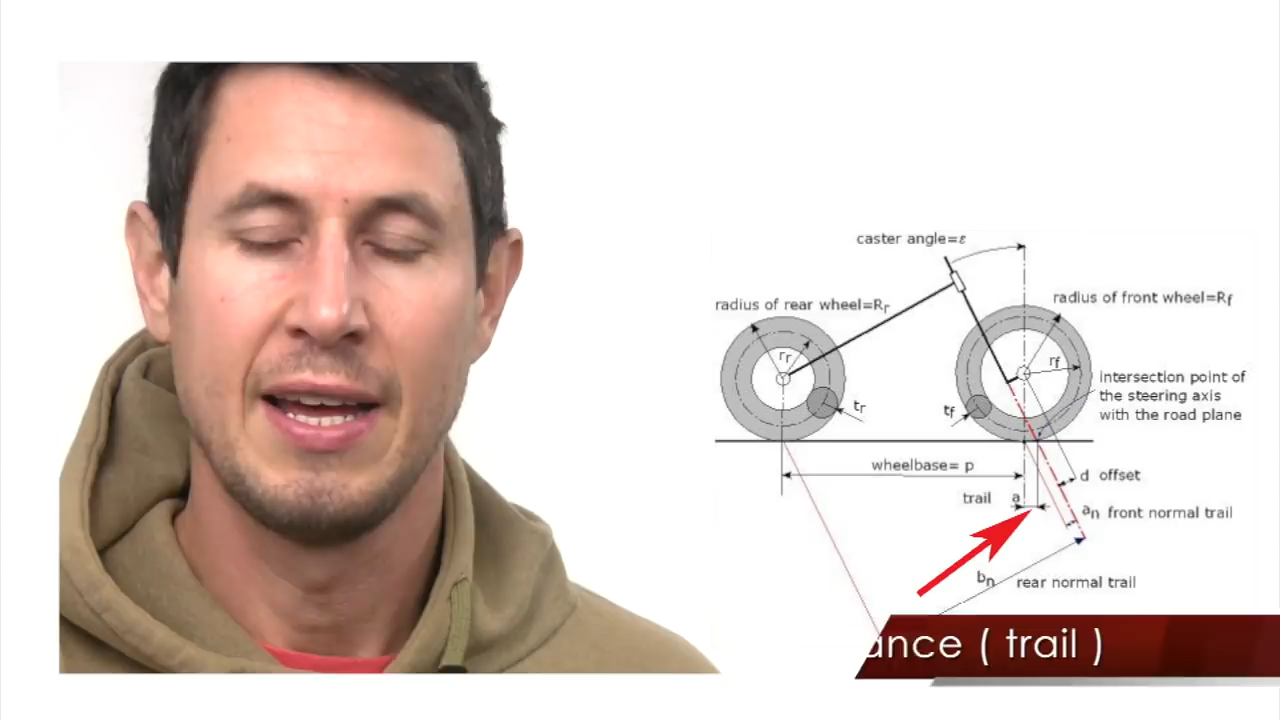 caster angle=ε
radius of rear wheel=Rr
radius of front wheel=Rf
rr
rf
intersection point of
the steering axis
with the road plane
tr
tf
wheelbase= p
d offset
trail a
an front normal trail
bn rear normal trail
( trail )